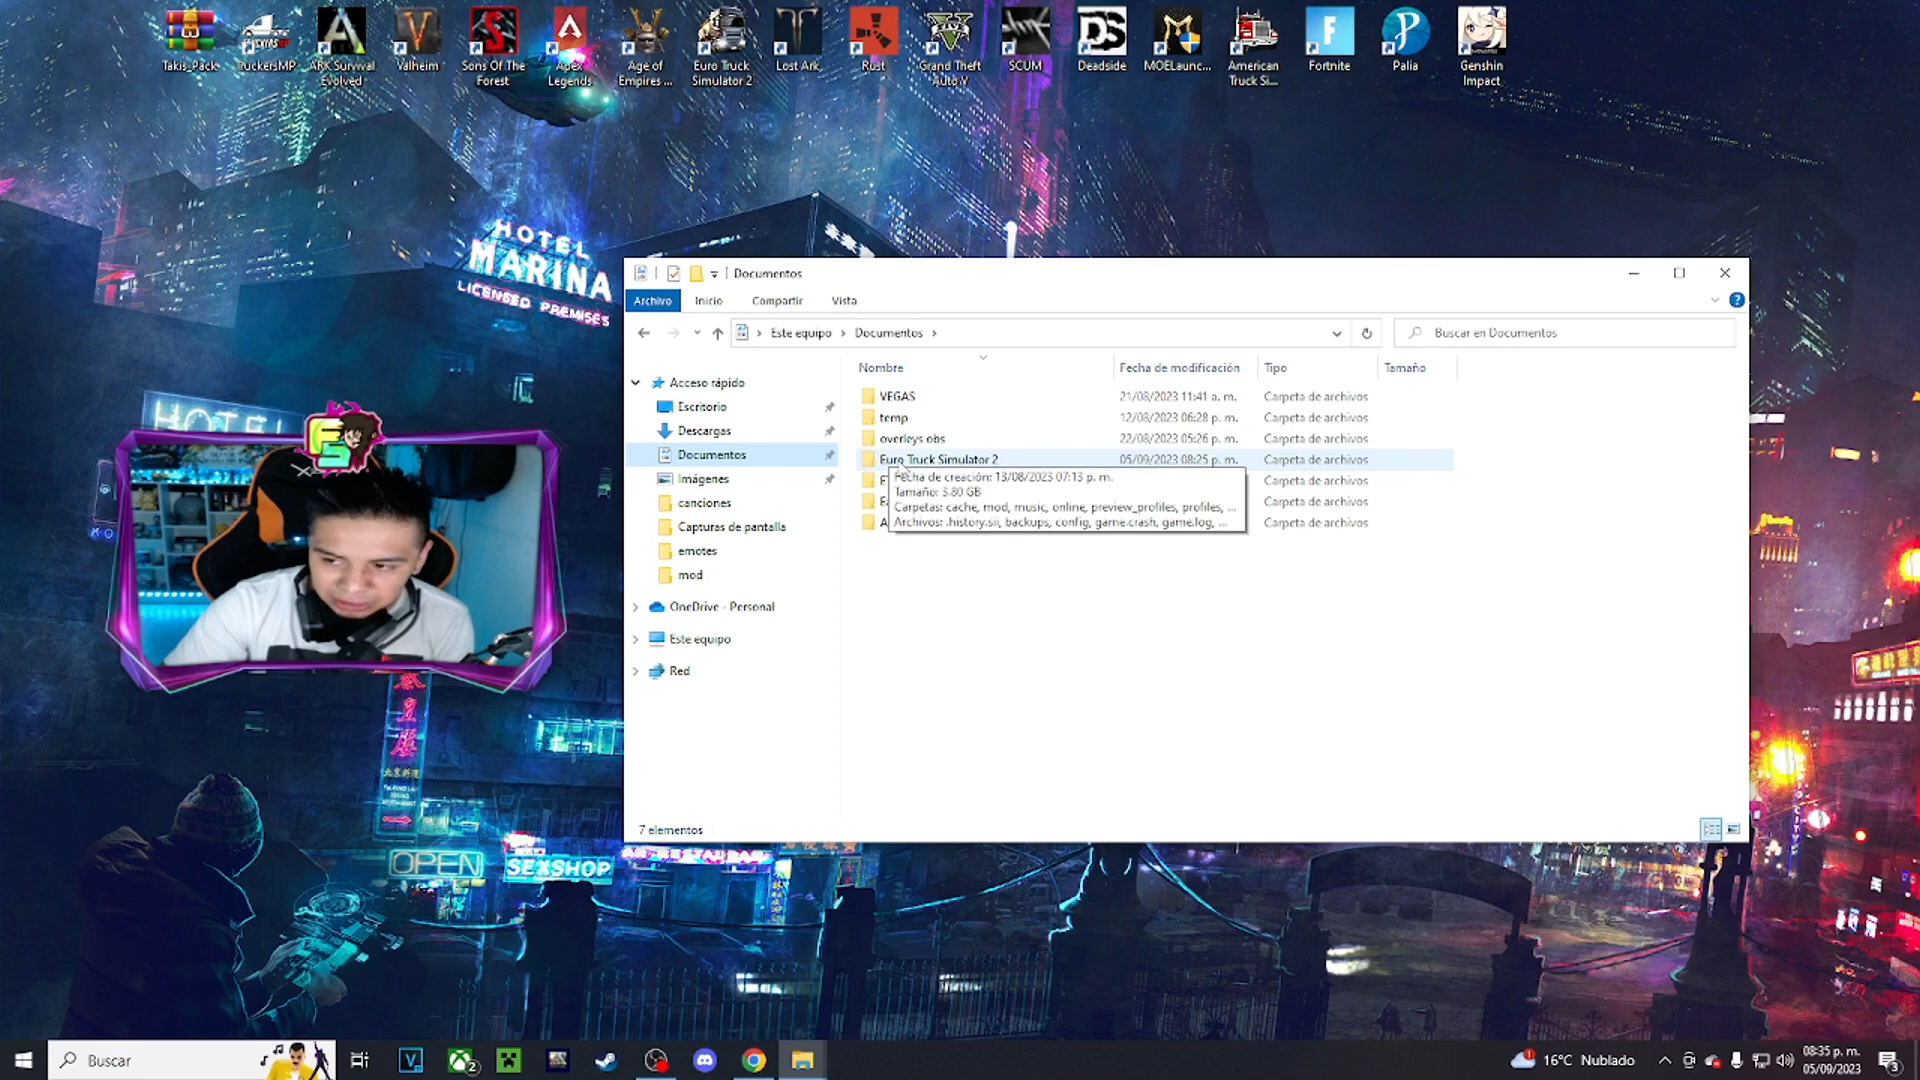 Takis_Pack
TruckersMP
ARK Survival
Evolved
Valheim
Sons Of The
Forest
Apex
Legends
Age of
Empires ...
Euro Truck
Simulator 2
Lost Ark
Rust
Grand Theft
Auto V
SCUM
Deadside
MOELaunc...
American
Truck Si...
Fortnite
Palia
Genshin
Impact
HOTEL
MARINA
LICENSED PREMISES
HOTEL
Documentos
Archivo
Inicio
Compartir
Vista
Este equipo
Documentos
Buscar en Documentos
Nombre
Fecha de modificación
Tipo
Tamaño
Acceso rápido
Escritorio
Descargas
Documentos
Imágenes
canciones
Capturas de pantalla
emotes
mod
OneDrive - Personal
Este equipo
Red
VEGAS 21/08/2023 11:41 a. m. Carpeta de archivos
temp 12/08/2023 06:28 p. m. Carpeta de archivos
overleys obs 22/08/2023 05:26 p. m. Carpeta de archivos
Euro Truck Simulator 2 05/09/2023 08:25 p. m. Carpeta de archivos
Carpeta de archivos
Carpeta de archivos
Carpeta de archivos
Fecha de creación: 13/08/2023 07:13 p. m.
Tamaño: 3.80 GB
Carpetas: cache, mod, music, online, preview_profiles, profiles, ...
Archivos: .history.sii, backups, config, game.crash, game.log, ...
7 elementos
OPEN
SEXSHOP
Buscar
16°C Nublado
08:35 p. m.
05/09/2023